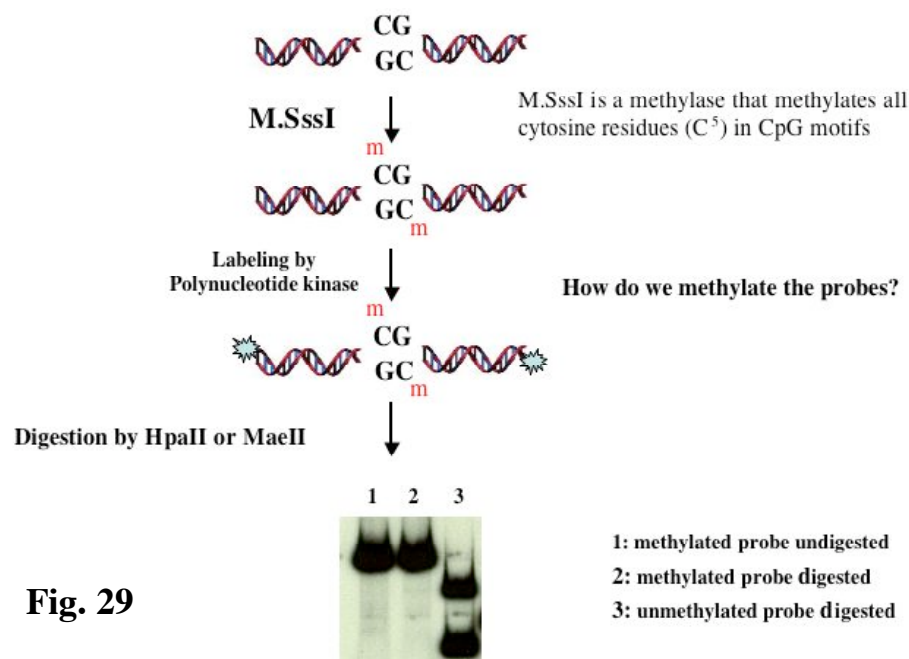 CG
GC
M.SssI
M.SssI is a methylase that methylates all
cytosine residues (C5) in CpG motifs
m
CG
GC
m
Labeling by
Polynucleotide kinase
How do we methylate the probes?
m
CG
GC
m
Digestion by HpaII or MaeII
1 2 3
1: methylated probe undigested
2: methylated probe digested
3: unmethylated probe digested
Fig. 29